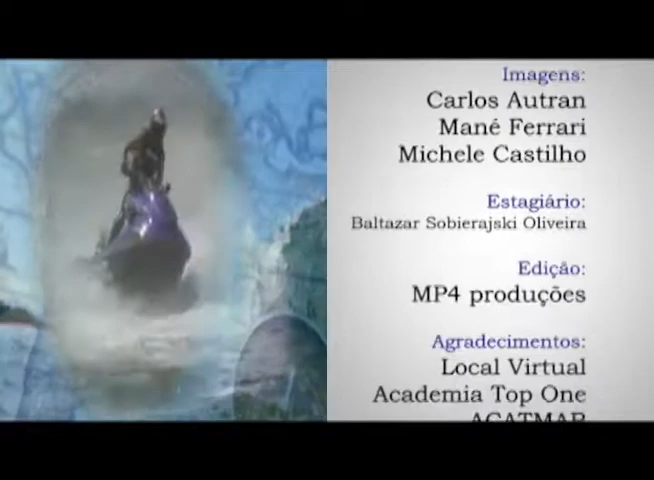 Imagens:
Carlos Autran
Mané Ferrari
Michele Castilho
Estagiário:
Baltazar Sobierajski Oliveira
Edição:
MP4 produções
Agradecimentos:
Local Virtual
Academia Top One
ACATMAR